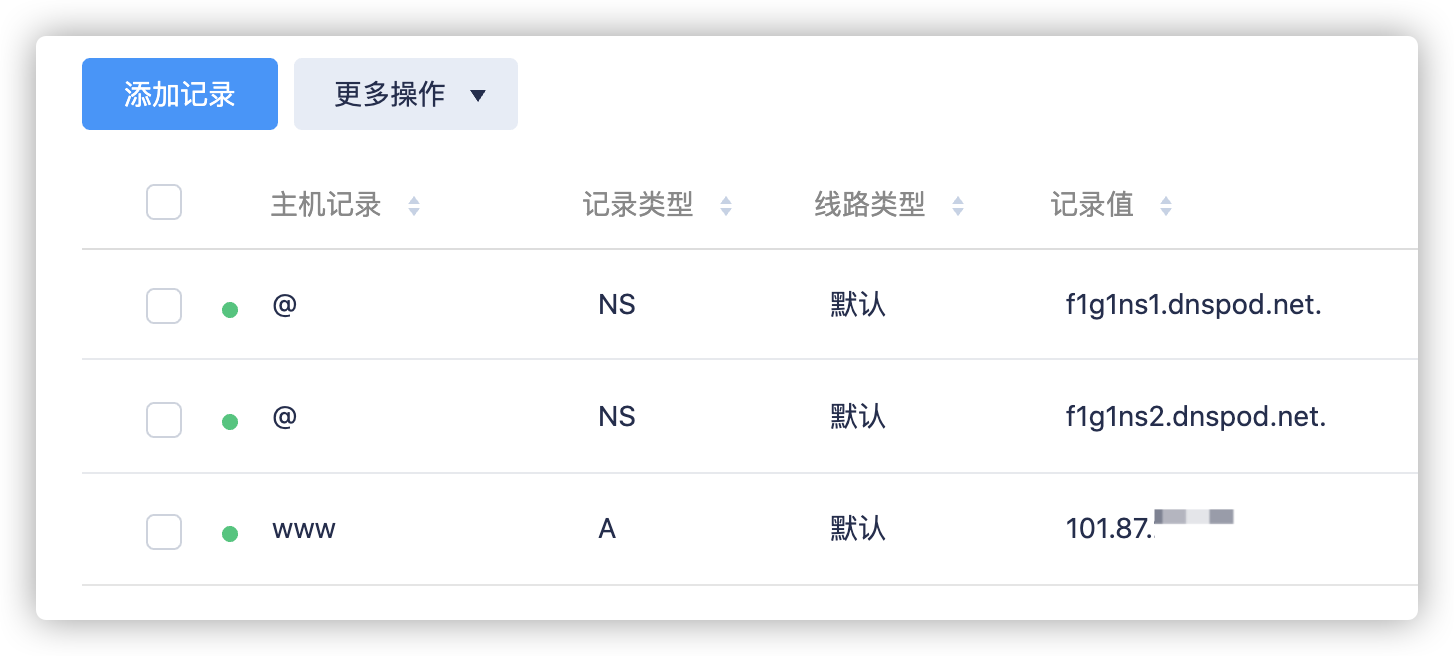 添加记录 更多操作
主机记录 记录类型 线路类型 记录值
@ NS 默认 f1g1ns1.dnspod.net.
@ NS 默认 f1g1ns2.dnspod.net.
www A 默认 101.87.